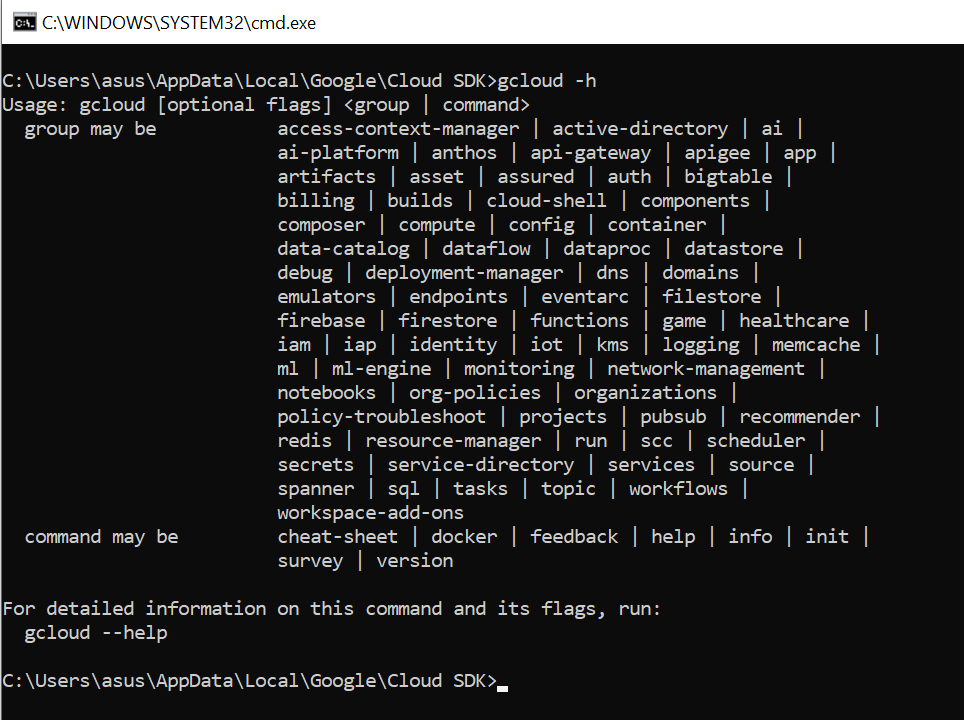 C:\WINDOWS\SYSTEM32\cmd.exe
C:\Users\asus\AppData\Local\Google\Cloud SDK>gcloud -h
Usage: gcloud [optional flags] <group | command>
  group may be           access-context-manager | active-directory | ai |
                         ai-platform | anthos | api-gateway | apigee | app |
                         artifacts | asset | assured | auth | bigtable |
                         billing | builds | cloud-shell | components |
                         composer | compute | config | container |
                         data-catalog | dataflow | dataproc | datastore |
                         debug | deployment-manager | dns | domains |
                         emulators | endpoints | eventarc | filestore |
                         firebase | firestore | functions | game | healthcare |
                         iam | iap | identity | iot | kms | logging | memcache |
                         ml | ml-engine | monitoring | network-management |
                         notebooks | org-policies | organizations |
                         policy-troubleshoot | projects | pubsub | recommender |
                         redis | resource-manager | run | scc | scheduler |
                         secrets | service-directory | services | source |
                         spanner | sql | tasks | topic | workflows |
                         workspace-add-ons
  command may be         cheat-sheet | docker | feedback | help | info | init |
                         survey | version

For detailed information on this command and its flags, run:
  gcloud --help

C:\Users\asus\AppData\Local\Google\Cloud SDK>